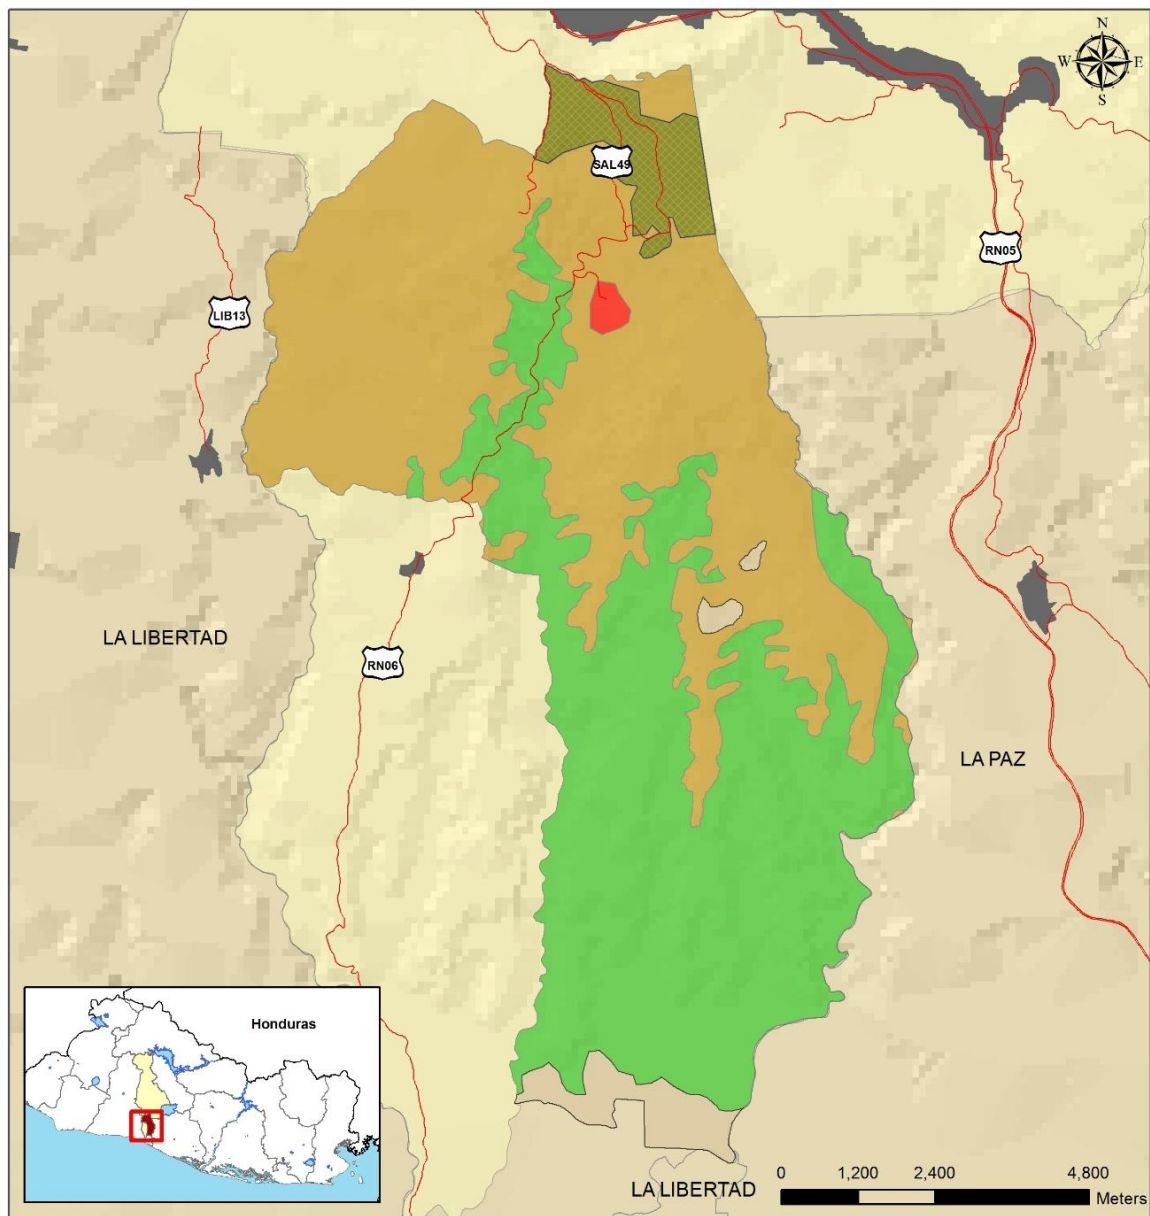 N
W E
S
SAL49
RN05
LIB13
LA LIBERTAD
RN06
LA PAZ
Honduras
0 1,200 2,400 4,800
Meters
LA LIBERTAD